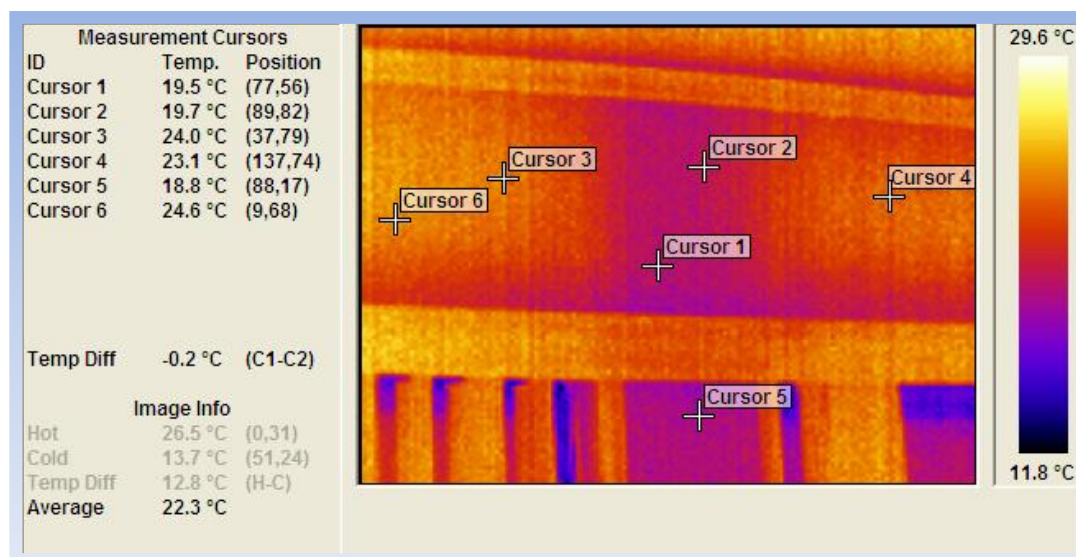 Measurement Cursors
ID Temp. Position
Cursor 1 19.5 °C (77,56)
Cursor 2 19.7 °C (89,82)
Cursor 3 24.0 °C (37,79)
Cursor 4 23.1 °C (137,74)
Cursor 5 18.8 °C (88,17)
Cursor 6 24.6 °C (9,68)
Temp Diff -0.2 °C (C1-C2)
Image Info
Hot 26.5 °C (0,31)
Cold 13.7 °C (51,24)
Temp Diff 12.8 °C (H-C)
Average 22.3 °C
Cursor 2
Cursor 3
Cursor 4
Cursor 6
Cursor 1
Cursor 5
29.6 °C
11.8 °C